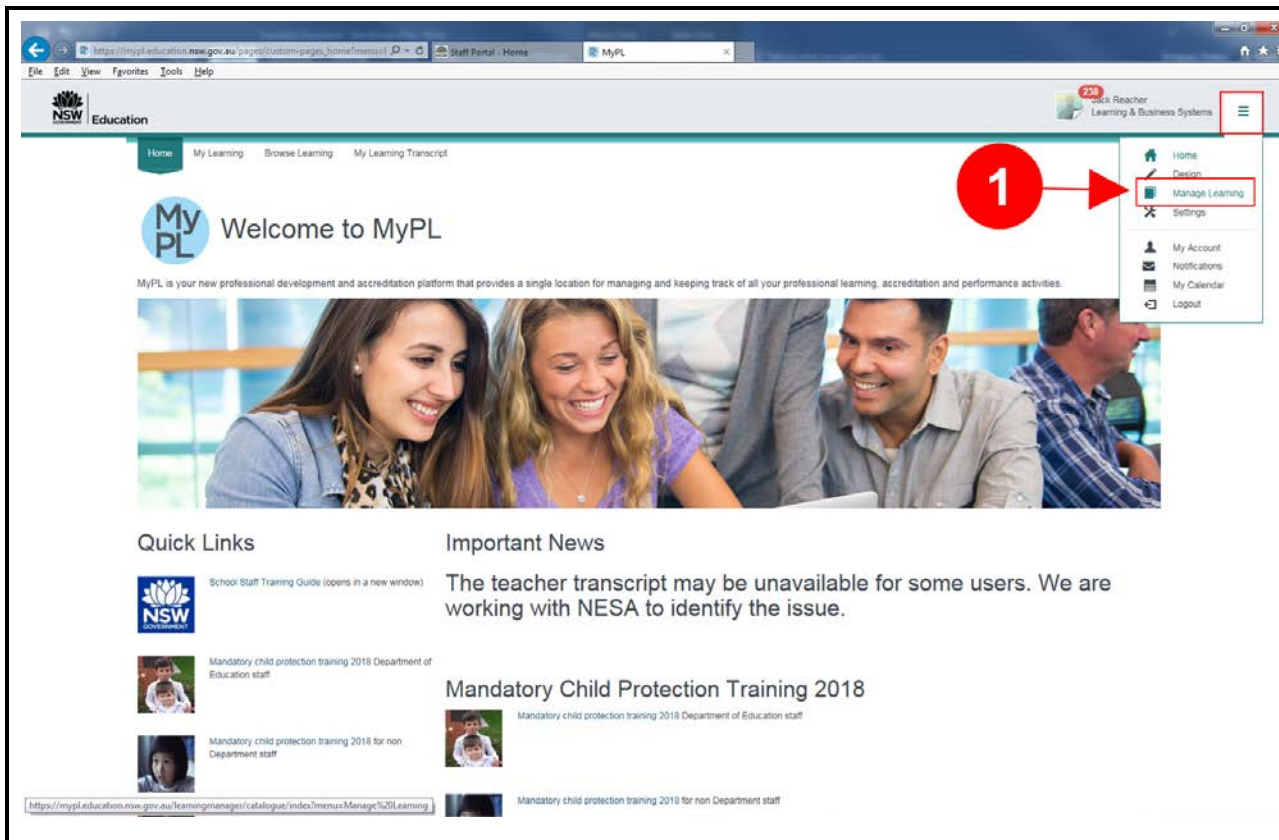 https://mypl.education.nsw.gov.au/pages/custom-pages_home?menu=
Staff Portal - Home
MyPL
File Edit View Favorites Tools Help
NSW
GOVERNMENT
Education
238
Jack Reacher
Learning & Business Systems
Home
My Learning
Browse Learning
My Learning Transcript
Home
Design
Manage Learning
Settings
My Account
Notifications
My Calendar
Logout
1
My
PL
Welcome to MyPL
MyPL is your new professional development and accreditation platform that provides a single location for managing and keeping track of all your professional learning, accreditation and performance activities.
Quick Links
NSW
GOVERNMENT
School Staff Training Guide (opens in a new window)
Mandatory child protection training 2018 Department of
Education staff
Mandatory child protection training 2018 for non
Department staff
Important News
The teacher transcript may be unavailable for some users. We are
working with NESA to identify the issue.
Mandatory Child Protection Training 2018
Mandatory child protection training 2018 Department of Education staff
Mandatory child protection training 2018 for non Department staff
https://mypl.education.nsw.gov.au/learningmanager/catalogue/index?menu=Manage%20Learning